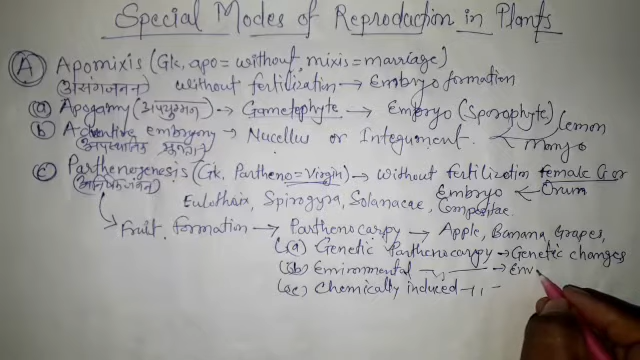 Special Modes of Reproduction in Plants
(A) Apomixis (Gk, apo = without, mixis = marriage)
(असंगजनन) without fertilization → Embryo formation
(a) Apogamy (अपयुग्मन) → Gametophyte → Embryo (Sporophyte)
(b) Adventive embryony → Nucellus or Integument. Lemon
Mango
(c) Parthenogenesis (Gk, Partheno = Virgin) → without fertilization female G or
(अनिषेकजनन) Embryo ← Ovum
Eulothrix, Spirogyra, Solanaceae, Compositae.
Fruit formation → Parthenocarpy → Apple, Banana, Grapes,
(a) Genetic Parthenocarpy → Genetic changes
(b) Environmental —〃— → Env
(c) Chemically induced -〃-